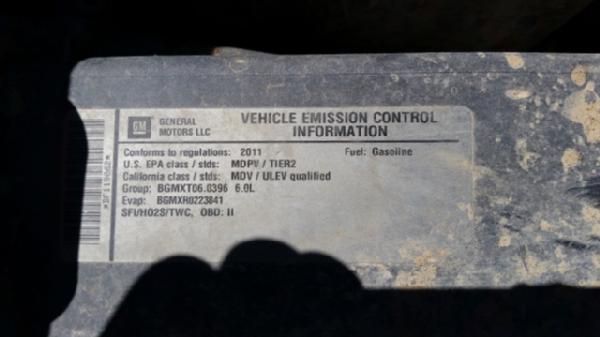 GM GENERAL MOTORS LLC
VEHICLE EMISSION CONTROL INFORMATION
Conforms to regulations: 2011 Fuel: Gasoline
U.S. EPA class / stds: MDPV / TIER2
California class / stds: MDV / ULEV qualified
Group: BGMXT06.0396 6.0L
Evap: BGMXR0223841
SFI/HO2S/TWC, OBD: II